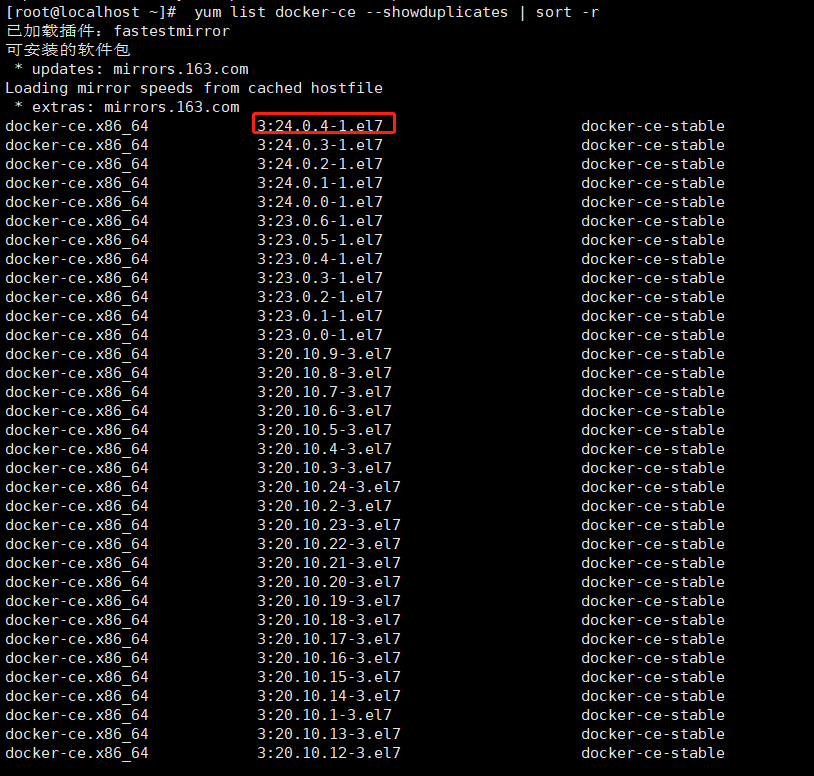 [root@localhost ~]#  yum list docker-ce --showduplicates | sort -r
已加载插件：fastestmirror
可安装的软件包
 * updates: mirrors.163.com
Loading mirror speeds from cached hostfile
 * extras: mirrors.163.com
docker-ce.x86_64            3:24.0.4-1.el7                      docker-ce-stable
docker-ce.x86_64            3:24.0.3-1.el7                      docker-ce-stable
docker-ce.x86_64            3:24.0.2-1.el7                      docker-ce-stable
docker-ce.x86_64            3:24.0.1-1.el7                      docker-ce-stable
docker-ce.x86_64            3:24.0.0-1.el7                      docker-ce-stable
docker-ce.x86_64            3:23.0.6-1.el7                      docker-ce-stable
docker-ce.x86_64            3:23.0.5-1.el7                      docker-ce-stable
docker-ce.x86_64            3:23.0.4-1.el7                      docker-ce-stable
docker-ce.x86_64            3:23.0.3-1.el7                      docker-ce-stable
docker-ce.x86_64            3:23.0.2-1.el7                      docker-ce-stable
docker-ce.x86_64            3:23.0.1-1.el7                      docker-ce-stable
docker-ce.x86_64            3:23.0.0-1.el7                      docker-ce-stable
docker-ce.x86_64            3:20.10.9-3.el7                     docker-ce-stable
docker-ce.x86_64            3:20.10.8-3.el7                     docker-ce-stable
docker-ce.x86_64            3:20.10.7-3.el7                     docker-ce-stable
docker-ce.x86_64            3:20.10.6-3.el7                     docker-ce-stable
docker-ce.x86_64            3:20.10.5-3.el7                     docker-ce-stable
docker-ce.x86_64            3:20.10.4-3.el7                     docker-ce-stable
docker-ce.x86_64            3:20.10.3-3.el7                     docker-ce-stable
docker-ce.x86_64            3:20.10.24-3.el7                    docker-ce-stable
docker-ce.x86_64            3:20.10.2-3.el7                     docker-ce-stable
docker-ce.x86_64            3:20.10.23-3.el7                    docker-ce-stable
docker-ce.x86_64            3:20.10.22-3.el7                    docker-ce-stable
docker-ce.x86_64            3:20.10.21-3.el7                    docker-ce-stable
docker-ce.x86_64            3:20.10.20-3.el7                    docker-ce-stable
docker-ce.x86_64            3:20.10.19-3.el7                    docker-ce-stable
docker-ce.x86_64            3:20.10.18-3.el7                    docker-ce-stable
docker-ce.x86_64            3:20.10.17-3.el7                    docker-ce-stable
docker-ce.x86_64            3:20.10.16-3.el7                    docker-ce-stable
docker-ce.x86_64            3:20.10.15-3.el7                    docker-ce-stable
docker-ce.x86_64            3:20.10.14-3.el7                    docker-ce-stable
docker-ce.x86_64            3:20.10.1-3.el7                     docker-ce-stable
docker-ce.x86_64            3:20.10.13-3.el7                    docker-ce-stable
docker-ce.x86_64            3:20.10.12-3.el7                    docker-ce-stable